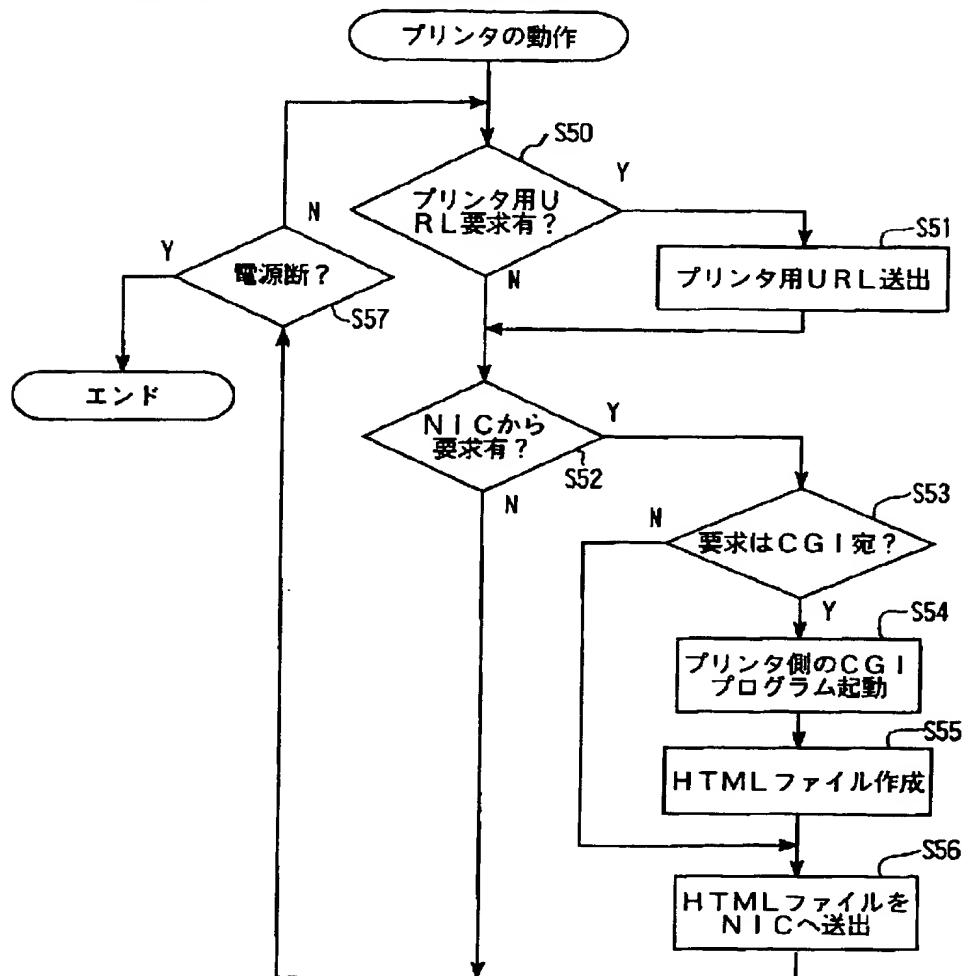 プリンタの動作
S50
プリンタ用U
RL要求有?
Y
N
S51
プリンタ用URL送出
N
Y
電源断?
S57
エンド
NICから
要求有?
Y
S52
N
S53
要求はCGI宛?
N
Y
S54
プリンタ側のCGI
プログラム起動
S55
HTMLファイル作成
S56
HTMLファイルを
NICへ送出